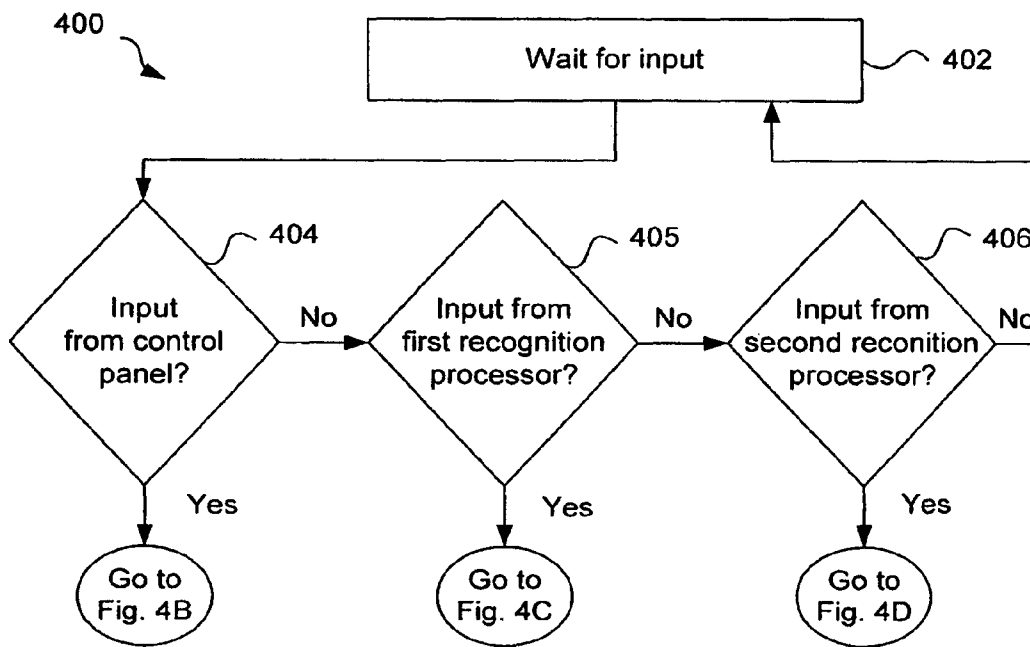 400
Wait for input
402
404
Input
from control
panel?
No
405
Input from
first recognition
processor?
No
406
Input from
second reconition
processor?
No
Yes
Go to
Fig. 4B
Yes
Go to
Fig. 4C
Yes
Go to
Fig. 4D